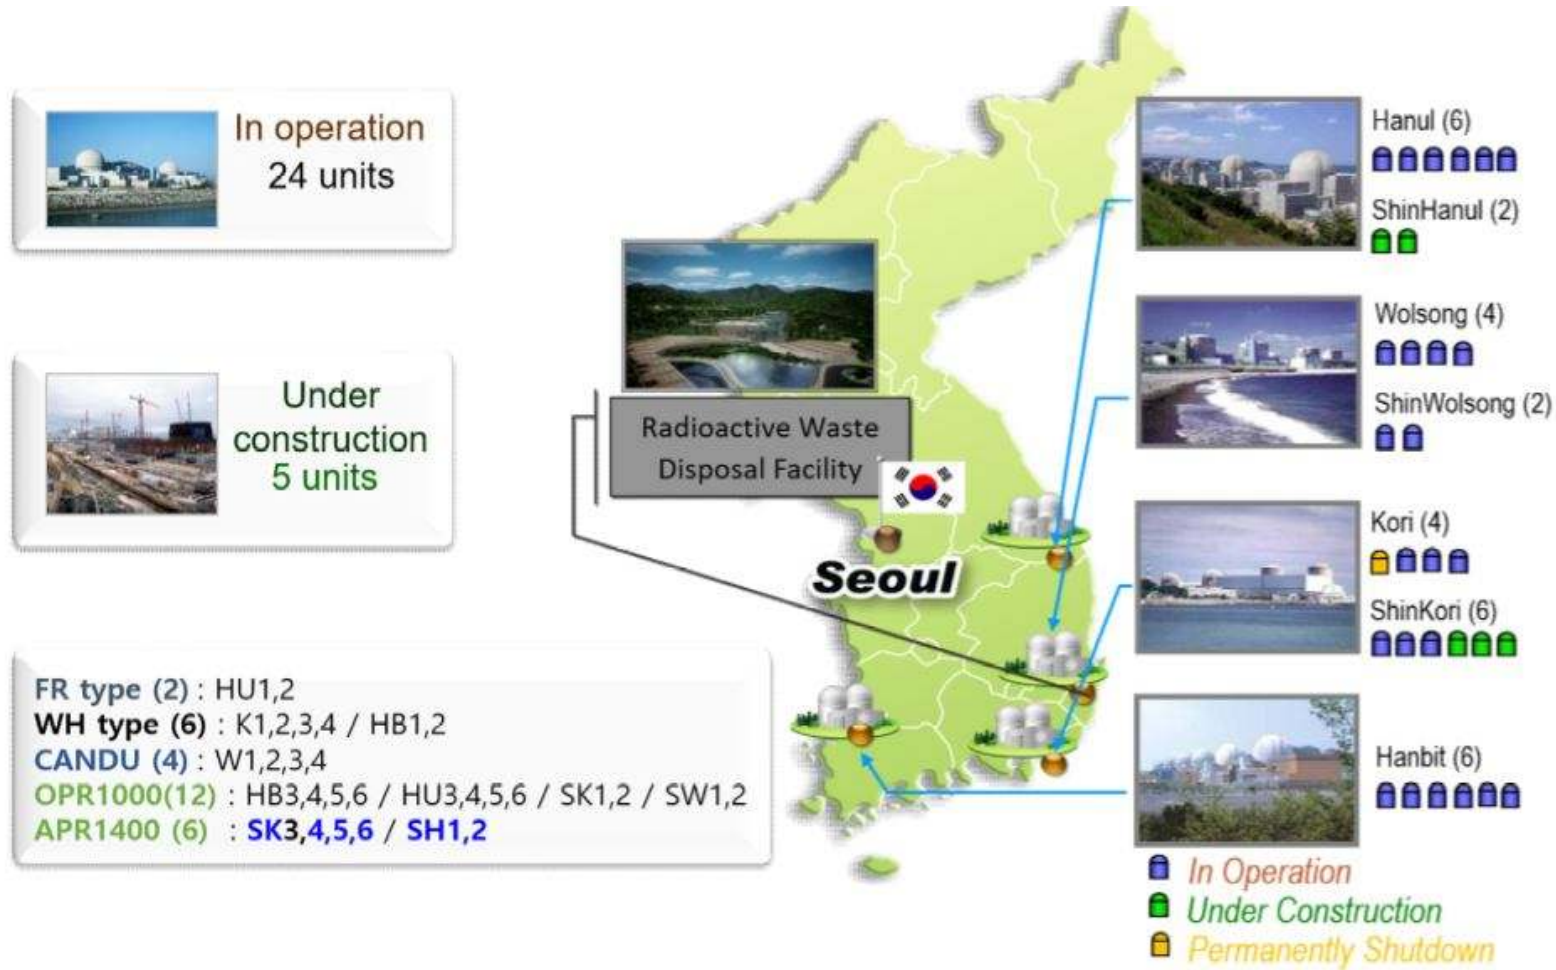 In operation
24 units
Under
construction
5 units
FR type (2) : HU1,2
WH type (6) : K1,2,3,4 / HB1,2
CANDU (4) : W1,2,3,4
OPR1000(12) : HB3,4,5,6 / HU3,4,5,6 / SK1,2 / SW1,2
APR1400 (6) : SK3,4,5,6 / SH1,2
Radioactive Waste
Disposal Facility
Seoul
Hanul (6)
ShinHanul (2)
Wolsong (4)
ShinWolsong (2)
Kori (4)
ShinKori (6)
Hanbit (6)
In Operation
Under Construction
Permanently Shutdown